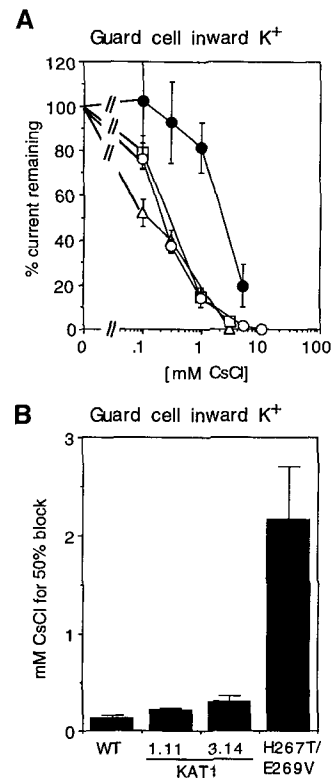 A
Guard cell inward K+
120
100
80
60
40
20
0
% current remaining
0 .1 1 10 100
[mM CsCl]
B
Guard cell inward K+
3
2
1
0
mM CsCl for 50% block
WT 1.11 3.14 H267T/
KAT1 E269V